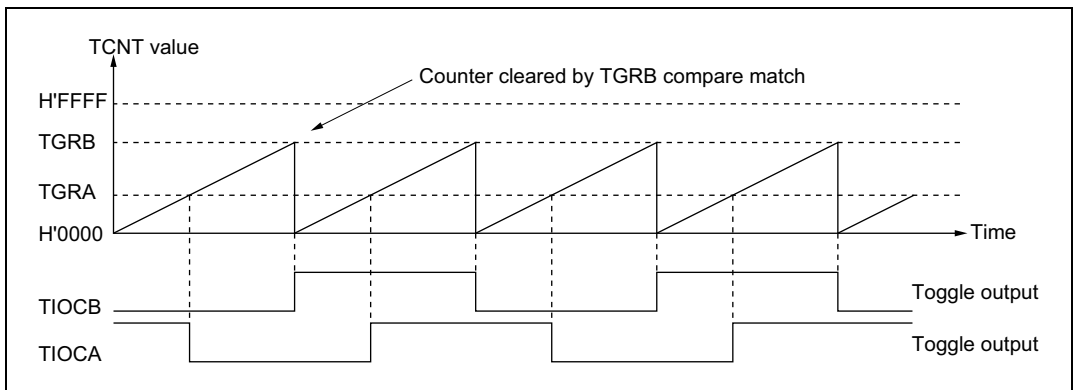 TCNT value
Counter cleared by TGRB compare match
H'FFFF
TGRB
TGRA
H'0000
Time
TIOCB
Toggle output
TIOCA
Toggle output